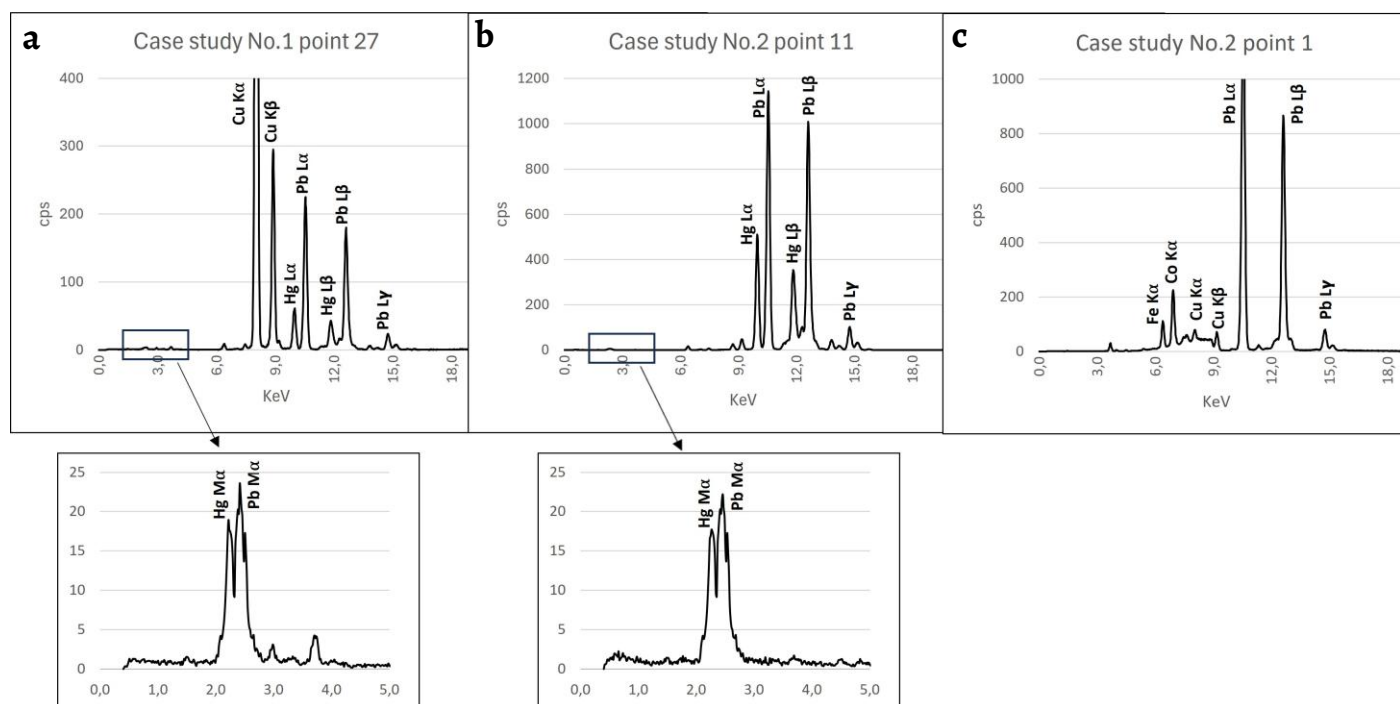 a
Case study No.1 point 27
400
300
200
100
0
cps
0,0
3,0
6,0
9,0
12,0
15,0
18,0
KeV
Cu Kα
Cu Kβ
Hg Lα
Pb Lα
Hg Lβ
Pb Lβ
Pb Lγ
b
Case study No.2 point 11
1200
1000
800
600
400
200
0
cps
0,0
3,0
6,0
9,0
12,0
15,0
18,0
KeV
Hg Lα
Pb Lα
Hg Lβ
Pb Lβ
Pb Lγ
c
Case study No.2 point 1
1000
800
600
400
200
0
cps
0,0
3,0
6,0
9,0
12,0
15,0
18,0
KeV
Fe Kα
Co Kα
Cu Kα
Cu Kβ
Pb Lα
Pb Lβ
Pb Lγ
25
20
15
10
5
0
0,0 1,0 2,0 3,0 4,0 5,0
Hg Mα
Pb Mα
25
20
15
10
5
0
0,0 1,0 2,0 3,0 4,0 5,0
Hg Mα
Pb Mα